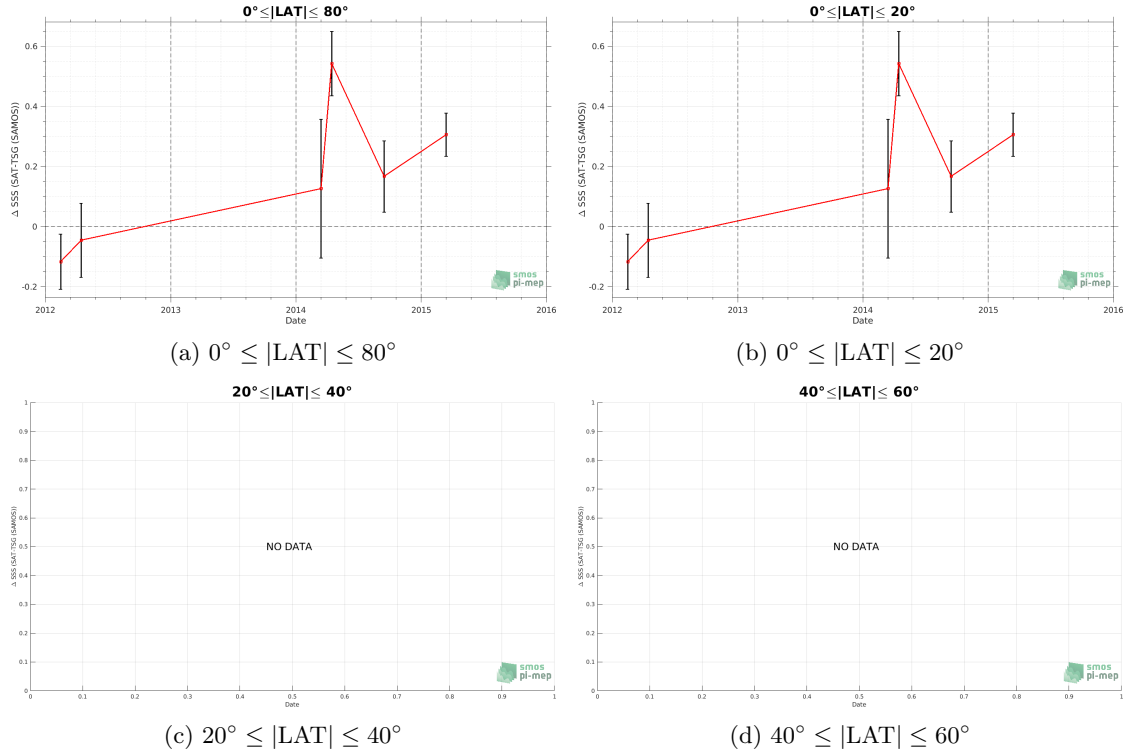 0°≤|LAT|≤ 80°
Δ SSS (SAT-TSG (SAMOS))
0.6
0.4
0.2
0
-0.2
2012 2013 2014 2015 2016
Date
smos
pi-mep
(a) 0° ≤ |LAT| ≤ 80°
0°≤|LAT|≤ 20°
Δ SSS (SAT-TSG (SAMOS))
0.6
0.4
0.2
0
-0.2
2012 2013 2014 2015 2016
Date
smos
pi-mep
(b) 0° ≤ |LAT| ≤ 20°
20°≤|LAT|≤ 40°
Δ SSS (SAT-TSG (SAMOS))
1
0.9
0.8
0.7
0.6
0.5
0.4
0.3
0.2
0.1
0
NO DATA
0 0.1 0.2 0.3 0.4 0.5 0.6 0.7 0.8 0.9 1
Date
smos
pi-mep
(c) 20° ≤ |LAT| ≤ 40°
40°≤|LAT|≤ 60°
Δ SSS (SAT-TSG (SAMOS))
1
0.9
0.8
0.7
0.6
0.5
0.4
0.3
0.2
0.1
0
NO DATA
0 0.1 0.2 0.3 0.4 0.5 0.6 0.7 0.8 0.9 1
Date
smos
pi-mep
(d) 40° ≤ |LAT| ≤ 60°